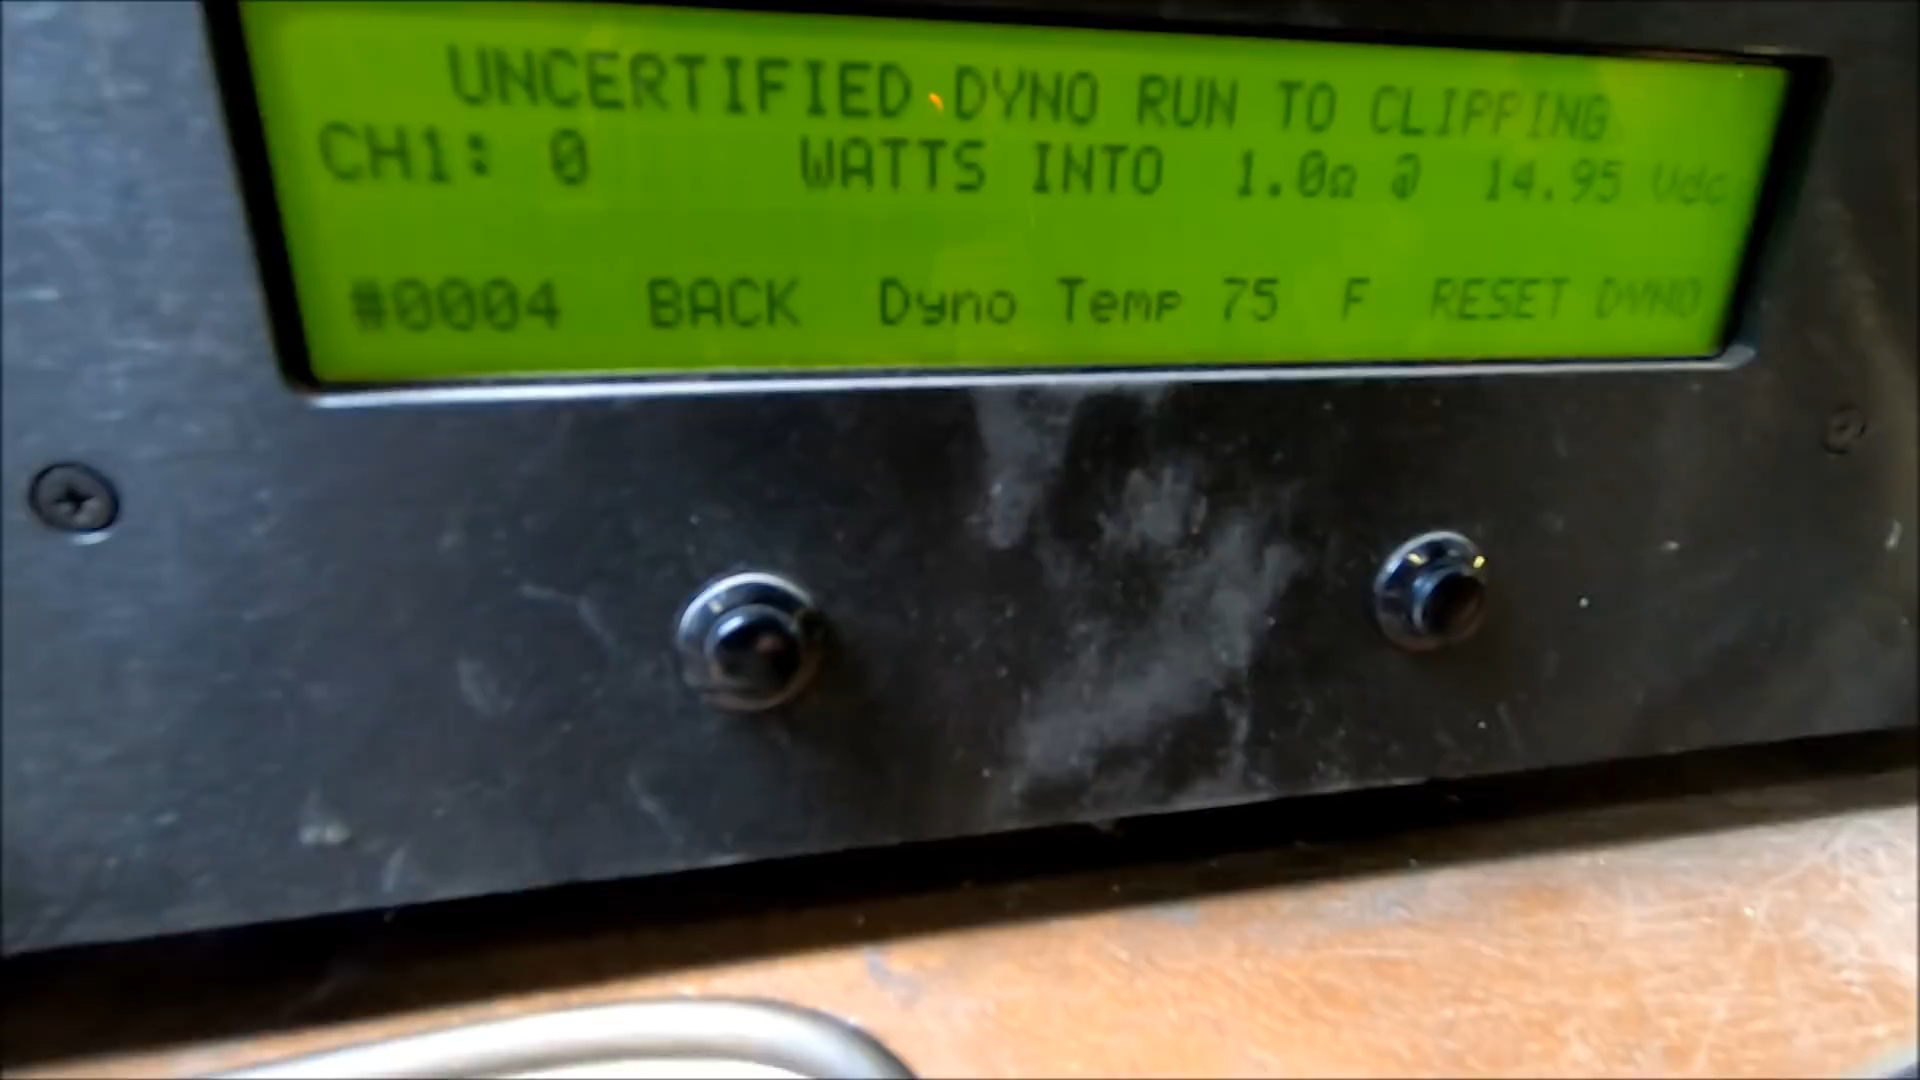 UNCERTIFIED DYNO RUN TO CLIPPING
CH1: 0 WATTS INTO 1.0Ω @ 14.95 Vdc
#0004 BACK Dyno Temp 75 F RESET DYNO